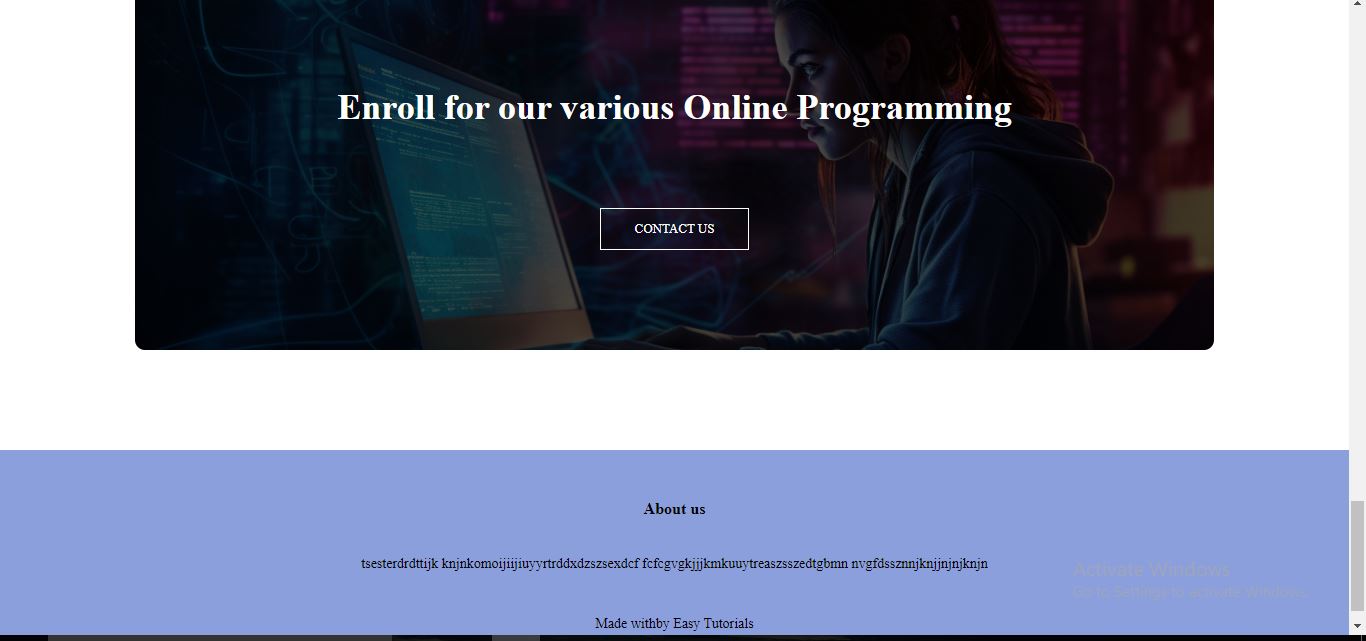 Enroll for our various Online Programming
CONTACT US
About us
tsesterdrdttijk knjnkomoijiijiuyyrtrddxdzszsexdcf fcfcgvgkjjjkmkuuytreaszsszedtgbmn nvgfdssznnjknjjnjnjknjn
Activate Windows
Go to Settings to activate Windows.
Made withby Easy Tutorials